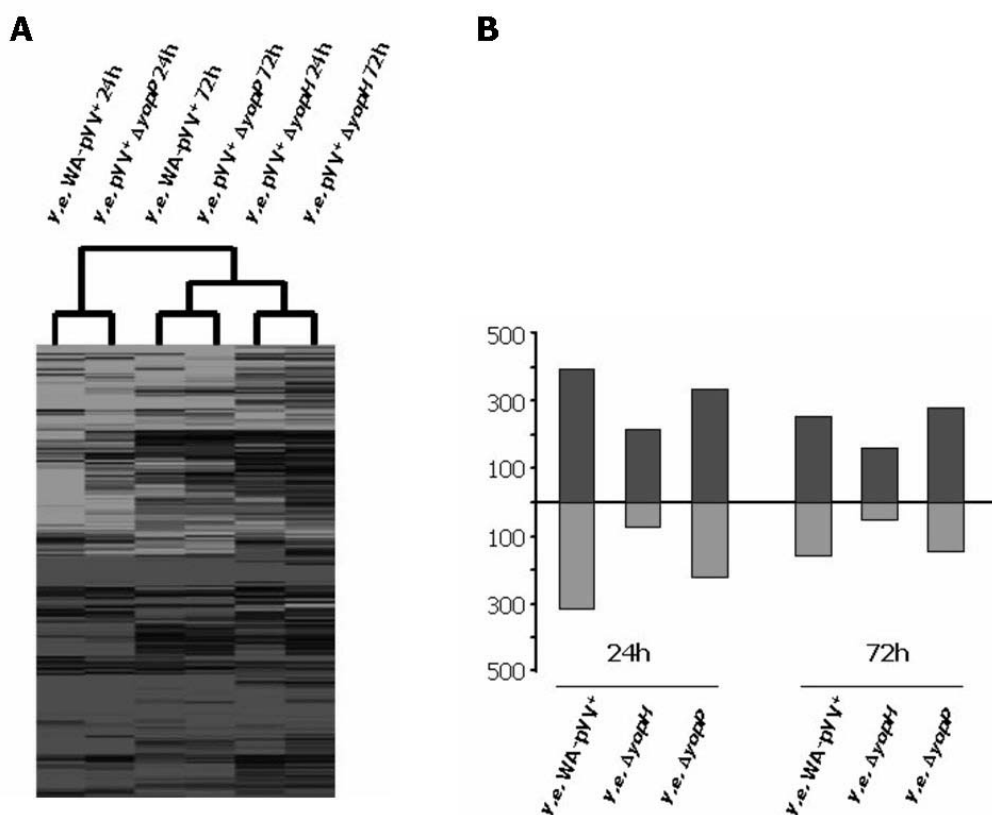 A
B
y.e. WA-pYV⁺ 24h
y.e. pYV⁺ ΔyopP 24h
y.e. WA-pYV⁺ 72h
y.e. pYV⁺ ΔyopP 72h
y.e. pYV⁺ ΔyopH 24h
y.e. pYV⁺ ΔyopH 72h
500
300
100
100
300
500
24h
72h
y.e. WA-pYV⁺
y.e. ΔyopH
y.e. ΔyopP
y.e. WA-pYV⁺
y.e. ΔyopH
y.e. ΔyopP